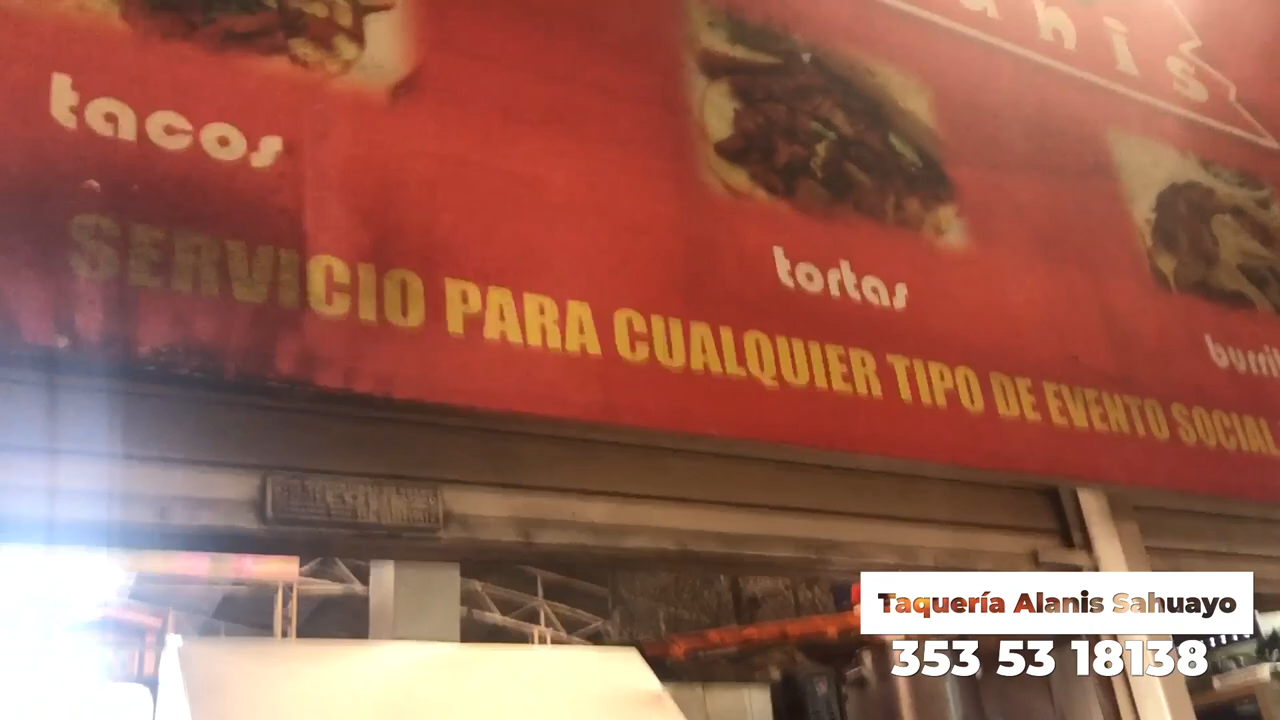 tacos
tortas
SERVICIO PARA CUALQUIER TIPO DE EVENTO SOCIAL
Taquería Alanis Sahuayo
353 53 18138